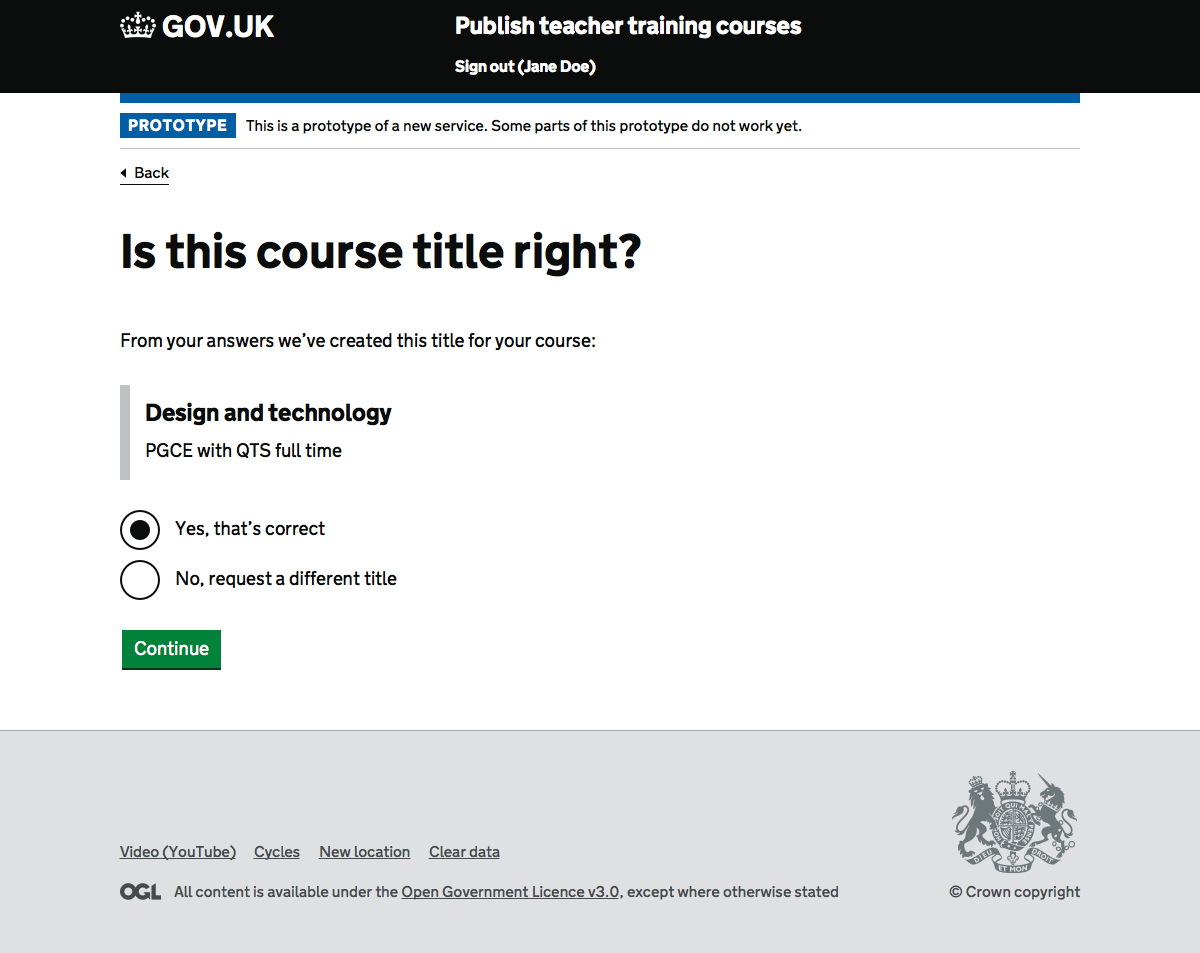 GOV.UK
Publish teacher training courses
Sign out (Jane Doe)
PROTOTYPE This is a prototype of a new service. Some parts of this prototype do not work yet.
Back
Is this course title right?
From your answers we’ve created this title for your course:
Design and technology
PGCE with QTS full time
Yes, that’s correct
No, request a different title
Continue
Video (YouTube) Cycles New location Clear data
DIEU ET MON DROIT
OGL All content is available under the Open Government Licence v3.0, except where otherwise stated
© Crown copyright